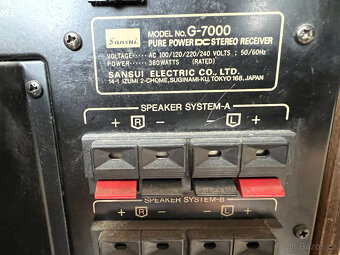 Sansui
MODEL NO. G-7000
PURE POWER DC STEREO RECEIVER
VOLTAGE AC 100/120/220/240 VOLTS ; 50/60Hz
POWER 380WATTS (RATED)
SANSUI ELECTRIC CO., LTD.
14-1 IZUMI 2-CHOME, SUGINAMI-KU, TOKYO 168, JAPAN
SPEAKER SYSTEM-A
+ R − − L +
+ R − SPEAKER SYSTEM-B − L +